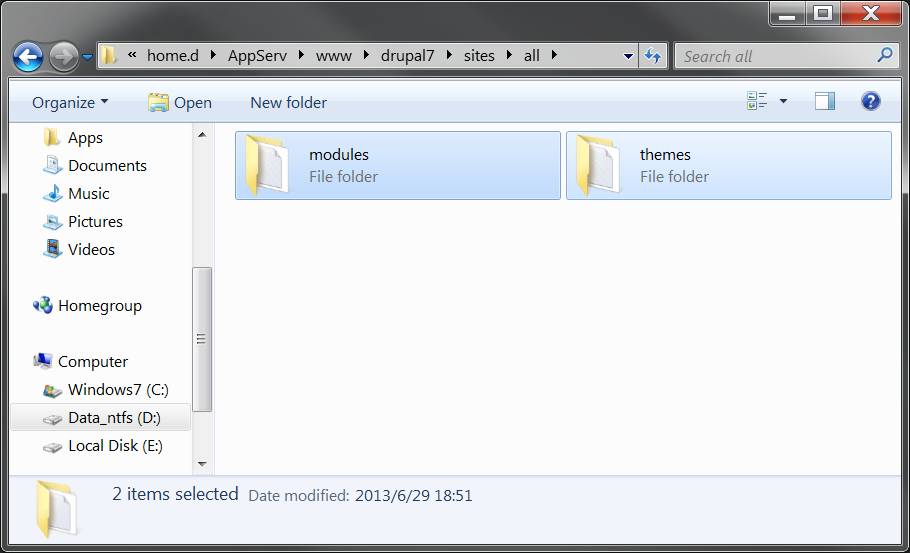 « home.d AppServ www drupal7 sites all
Search all
Organize Open New folder
Apps
Documents
Music
Pictures
Videos
Homegroup
Computer
Windows7 (C:)
Data_ntfs (D:)
Local Disk (E:)
modules
File folder
themes
File folder
2 items selected Date modified: 2013/6/29 18:51